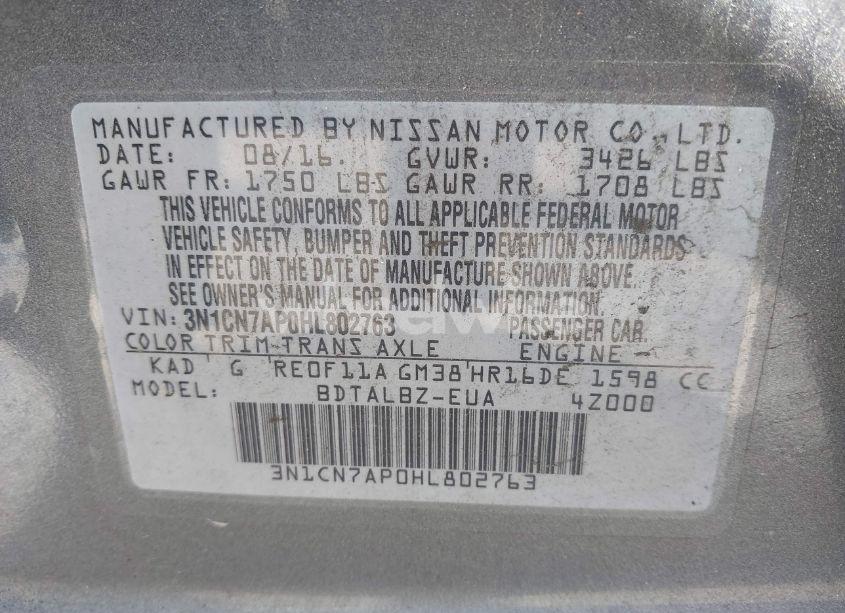 MANUFACTURED BY NISSAN MOTOR CO., LTD.
DATE: 08/16. GVWR: 3426 LBS
GAWR FR: 1750 LBS GAWR RR: 1708 LBS
THIS VEHICLE CONFORMS TO ALL APPLICABLE FEDERAL MOTOR
VEHICLE SAFETY, BUMPER AND THEFT PREVENTION STANDARDS
IN EFFECT ON THE DATE OF MANUFACTURE SHOWN ABOVE.
SEE OWNER'S MANUAL FOR ADDITIONAL INFORMATION.
VIN: 3N1CN7AP0HL802763 PASSENGER CAR.
COLOR TRIM-TRANS AXLE ENGINE
KAD G RE0F11A GM38 HR16DE 1598 CC
MODEL: BDTALBZ-EUA 4Z000
3N1CN7AP0HL802763